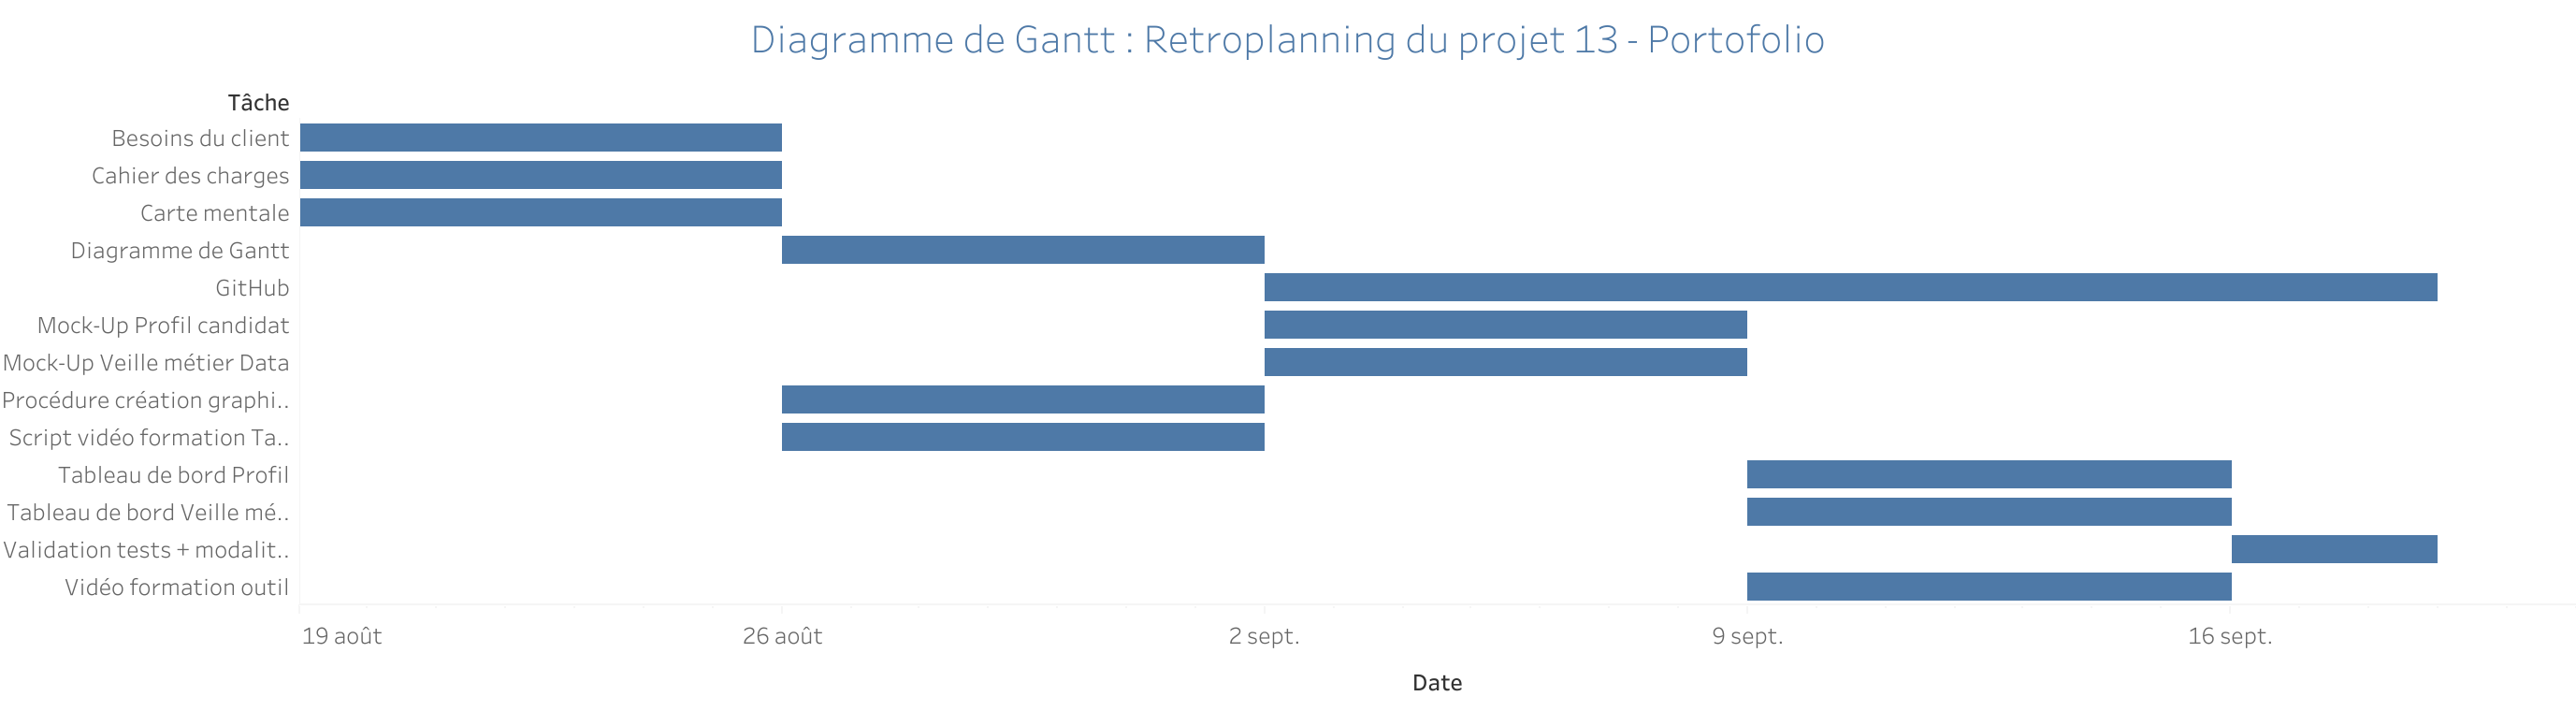 Diagramme de Gantt : Retroplanning du projet 13 - Portofolio
Tâche
Besoins du client
Cahier des charges
Carte mentale
Diagramme de Gantt
GitHub
Mock-Up Profil candidat
Mock-Up Veille métier Data
Procédure création graphi..
Script vidéo formation Ta..
Tableau de bord Profil
Tableau de bord Veille mé..
Validation tests + modalit..
Vidéo formation outil
19 août 26 août 2 sept. 9 sept. 16 sept.
Date